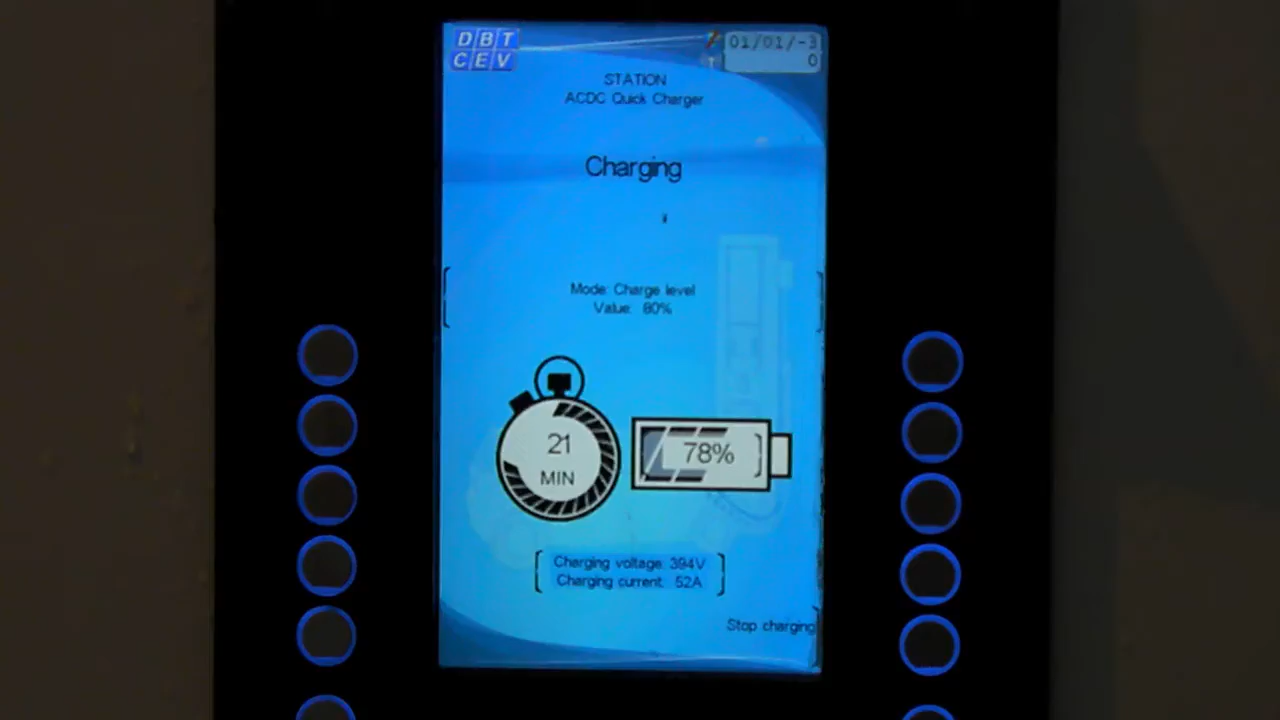 DBT
CEV
01/01/-3
0
STATION
ACDC Quick Charger
Charging
Mode: Charge level
Value: 80%
21
MIN
78%
Charging voltage: 394V
Charging current: 52A
Stop charging